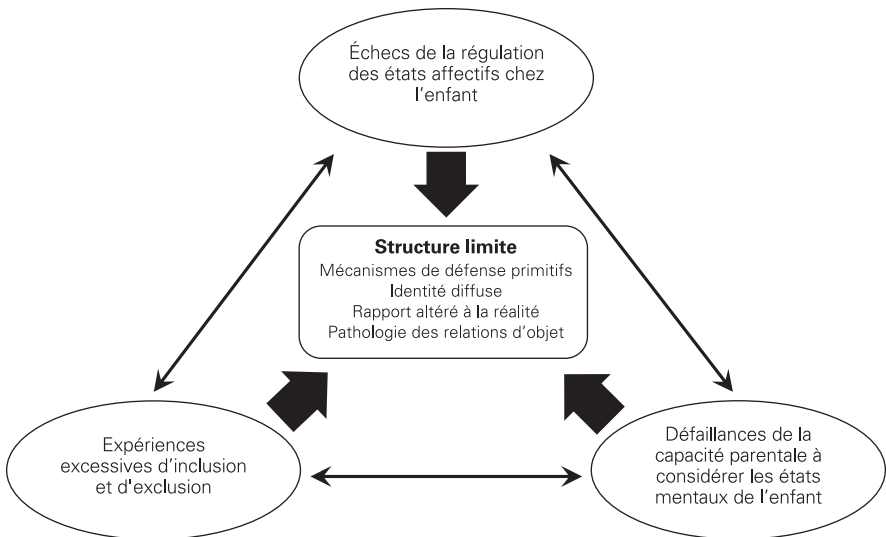 Échecs de la régulation
des états affectifs chez
l'enfant
Structure limite
Mécanismes de défense primitifs
Identité diffuse
Rapport altéré à la réalité
Pathologie des relations d'objet
Expériences
excessives d'inclusion
et d'exclusion
Défaillances de la
capacité parentale à
considérer les états
mentaux de l'enfant